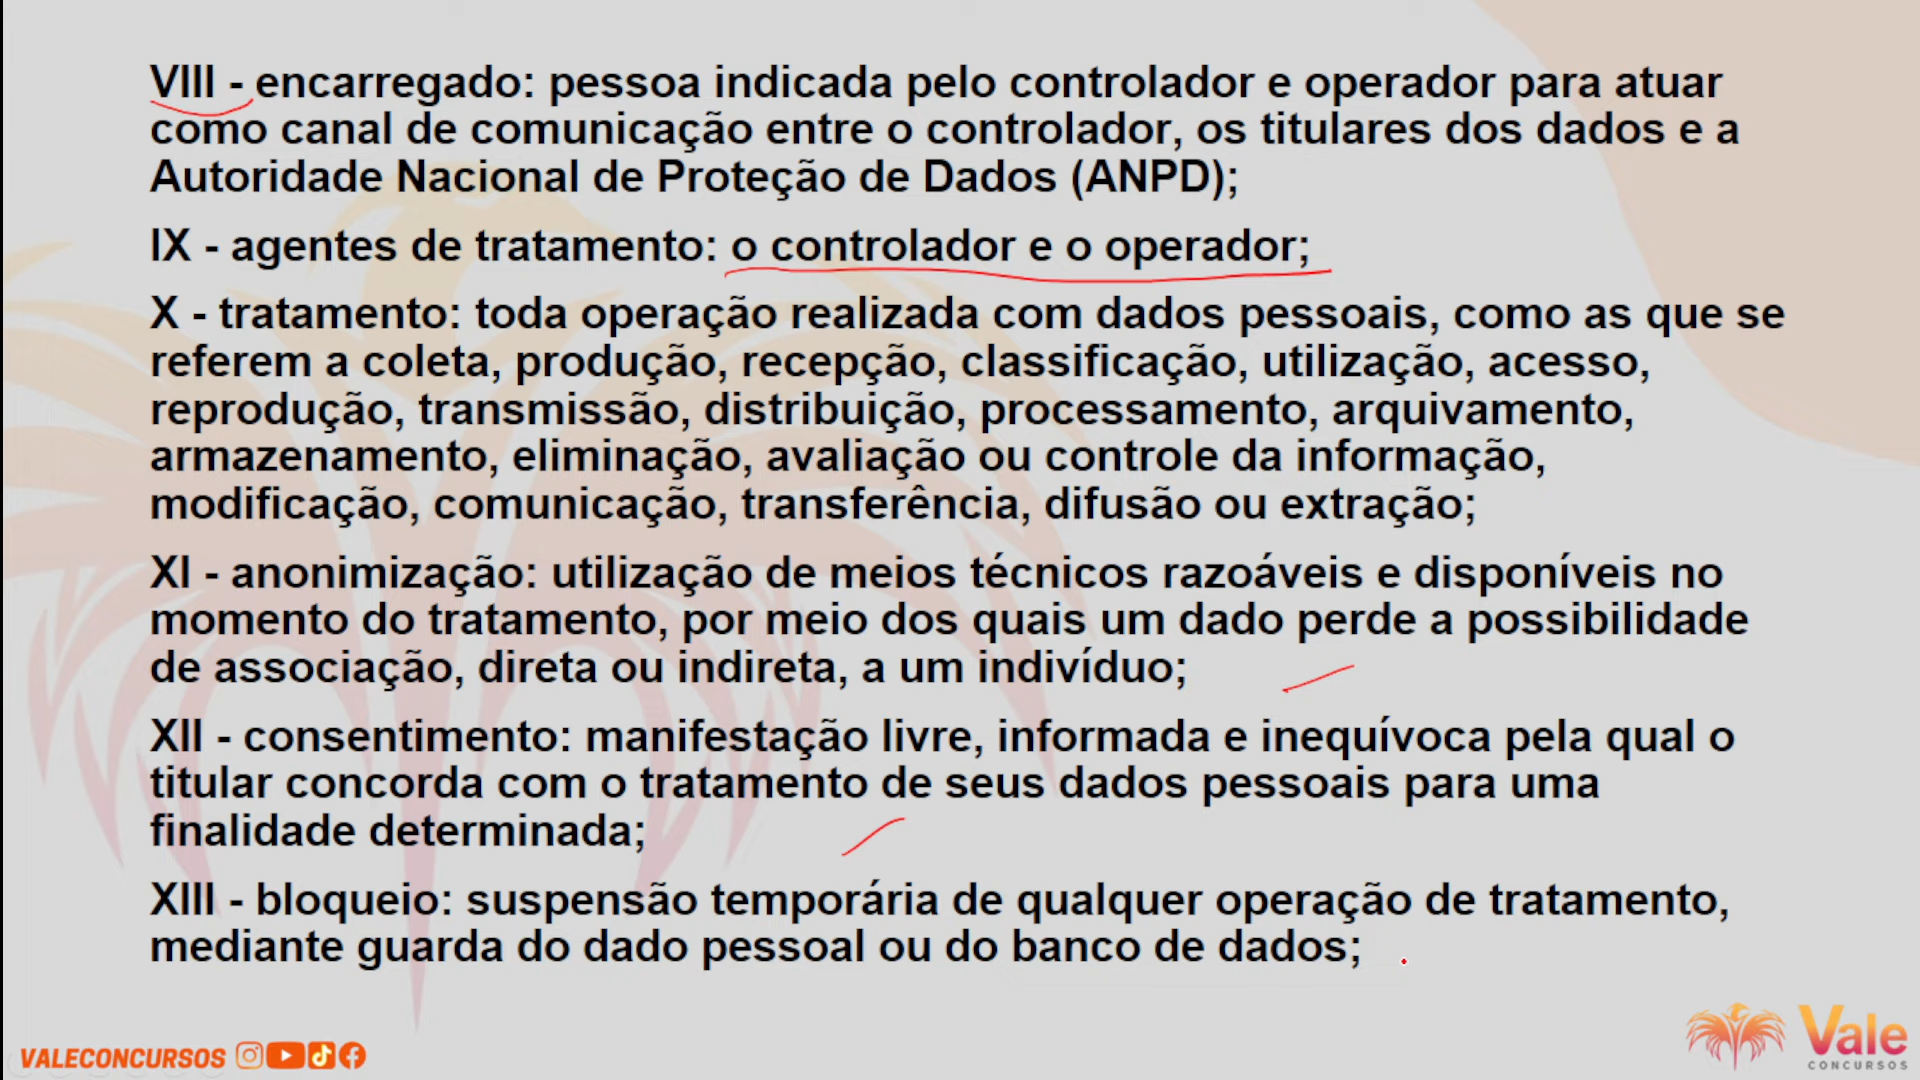 VIII - encarregado: pessoa indicada pelo controlador e operador para atuar
como canal de comunicação entre o controlador, os titulares dos dados e a
Autoridade Nacional de Proteção de Dados (ANPD);
IX - agentes de tratamento: o controlador e o operador;
X - tratamento: toda operação realizada com dados pessoais, como as que se
referem a coleta, produção, recepção, classificação, utilização, acesso,
reprodução, transmissão, distribuição, processamento, arquivamento,
armazenamento, eliminação, avaliação ou controle da informação,
modificação, comunicação, transferência, difusão ou extração;
XI - anonimização: utilização de meios técnicos razoáveis e disponíveis no
momento do tratamento, por meio dos quais um dado perde a possibilidade
de associação, direta ou indireta, a um indivíduo;
XII - consentimento: manifestação livre, informada e inequívoca pela qual o
titular concorda com o tratamento de seus dados pessoais para uma
finalidade determinada;
XIII - bloqueio: suspensão temporária de qualquer operação de tratamento,
mediante guarda do dado pessoal ou do banco de dados;
VALECONCURSOS
Vale
CONCURSOS